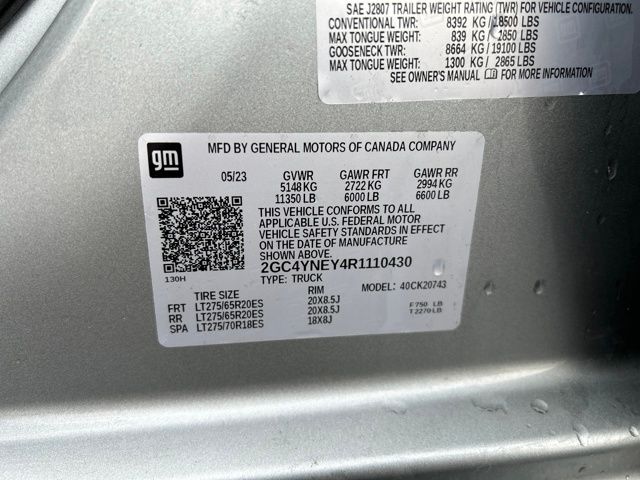 SAE J2807 TRAILER WEIGHT RATING (TWR) FOR VEHICLE CONFIGURATION.
CONVENTIONAL TWR: 8392 KG / 18500 LBS
MAX TONGUE WEIGHT: 839 KG / 1850 LBS
GOOSENECK TWR: 8664 KG / 19100 LBS
MAX TONGUE WEIGHT: 1300 KG / 2865 LBS
SEE OWNER'S MANUAL FOR MORE INFORMATION
gm
MFD BY GENERAL MOTORS OF CANADA COMPANY
05/23 GVWR GAWR FRT GAWR RR
5148 KG 2722 KG 2994 KG
11350 LB 6000 LB 6600 LB
THIS VEHICLE CONFORMS TO ALL
APPLICABLE U.S. FEDERAL MOTOR
VEHICLE SAFETY STANDARDS IN EFFECT
ON THE DATE OF MANUFACTURE SHOWN ABOVE.
2GC4YNEY4R1110430
130H TYPE: TRUCK MODEL: 40CK20743
TIRE SIZE RIM
FRT LT275/65R20ES 20X8.5J F 750 LB
RR LT275/65R20ES 20X8.5J T 2270 LB
SPA LT275/70R18ES 18X8J